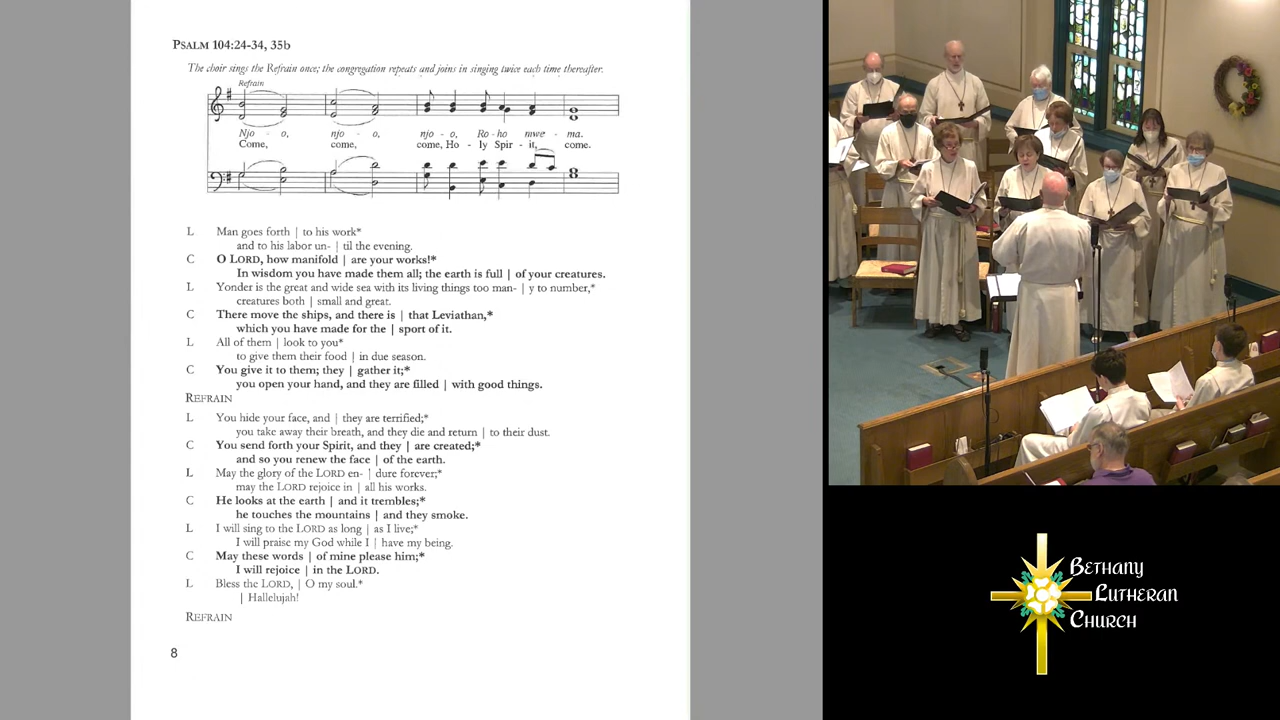 PSALM 104:24-34, 35b
The choir sings the Refrain once; the congregation repeats and joins in singing twice each time thereafter.
Refrain
Njo - o, njo - o, njo - o, Ro - ho mwe - ma.
Come, come, come, Ho - ly Spir - it, come.
L Man goes forth | to his work*
and to his labor un- | til the evening.
C O LORD, how manifold | are your works!*
In wisdom you have made them all; the earth is full | of your creatures.
L Yonder is the great and wide sea with its living things too man- | y to number,*
creatures both | small and great.
C There move the ships, and there is | that Leviathan,*
which you have made for the | sport of it.
L All of them | look to you*
to give them their food | in due season.
C You give it to them; they | gather it;*
you open your hand, and they are filled | with good things.
REFRAIN
L You hide your face, and | they are terrified;*
you take away their breath, and they die and return | to their dust.
C You send forth your Spirit, and they | are created;*
and so you renew the face | of the earth.
L May the glory of the LORD en- | dure forever;*
may the LORD rejoice in | all his works.
C He looks at the earth | and it trembles;*
he touches the mountains | and they smoke.
L I will sing to the LORD as long | as I live;*
I will praise my God while I | have my being.
C May these words | of mine please him;*
I will rejoice | in the LORD.
L Bless the LORD, | O my soul.*
| Hallelujah!
REFRAIN
8
Bethany
Lutheran
Church